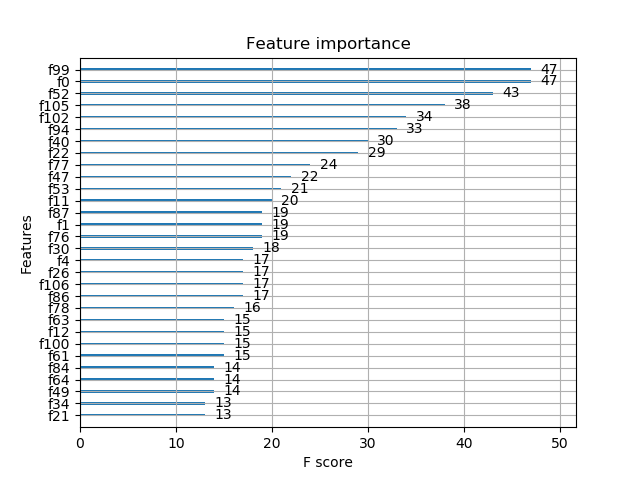 Feature importance
f99 47
f0 47
f52 43
f105 38
f102 34
f94 33
f40 30
f22 29
f77 24
f47 22
f53 21
f11 20
f87 19
f1 19
f76 19
f30 18
f4 17
f26 17
f106 17
f86 17
f78 16
f63 15
f12 15
f100 15
f61 15
f84 14
f64 14
f49 14
f34 13
f21 13
Features
0 10 20 30 40 50
F score